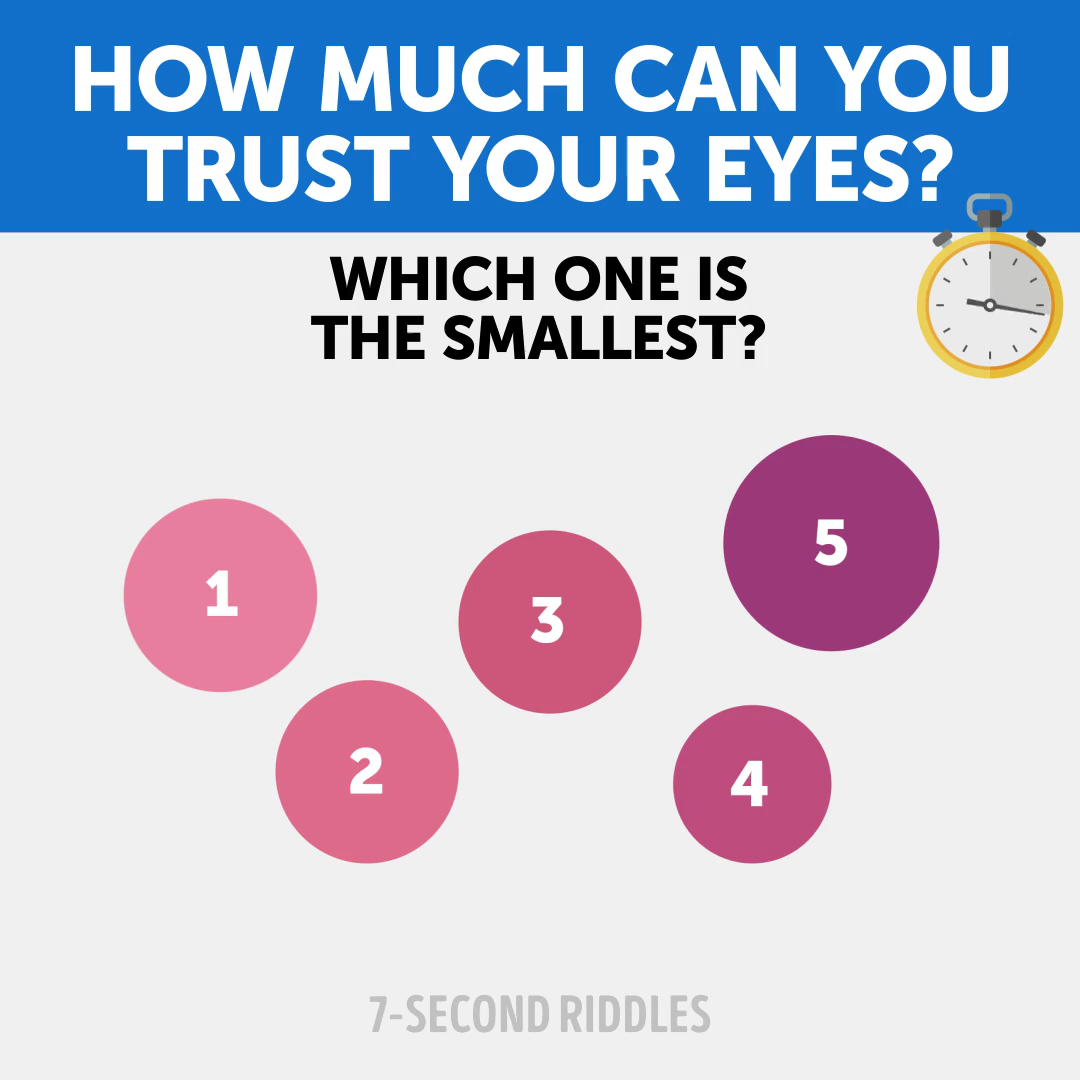 HOW MUCH CAN YOU
TRUST YOUR EYES?
WHICH ONE IS
THE SMALLEST?
5
1
3
2
4
7-SECOND RIDDLES